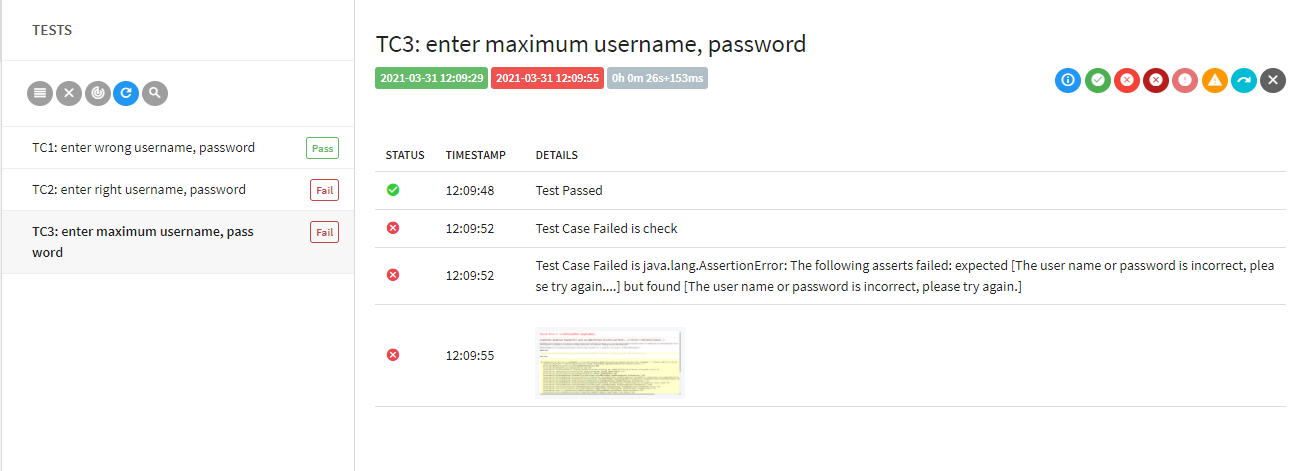 TESTS
TC1: enter wrong username, password
Pass
TC2: enter right username, password
Fail
TC3: enter maximum username, pass
word
Fail
TC3: enter maximum username, password
2021-03-31 12:09:29 2021-03-31 12:09:55 0h 0m 26s+153ms
STATUS TIMESTAMP DETAILS
12:09:48 Test Passed
12:09:52 Test Case Failed is check
12:09:52 Test Case Failed is java.lang.AssertionError: The following asserts failed: expected [The user name or password is incorrect, plea
se try again....] but found [The user name or password is incorrect, please try again.]
12:09:55